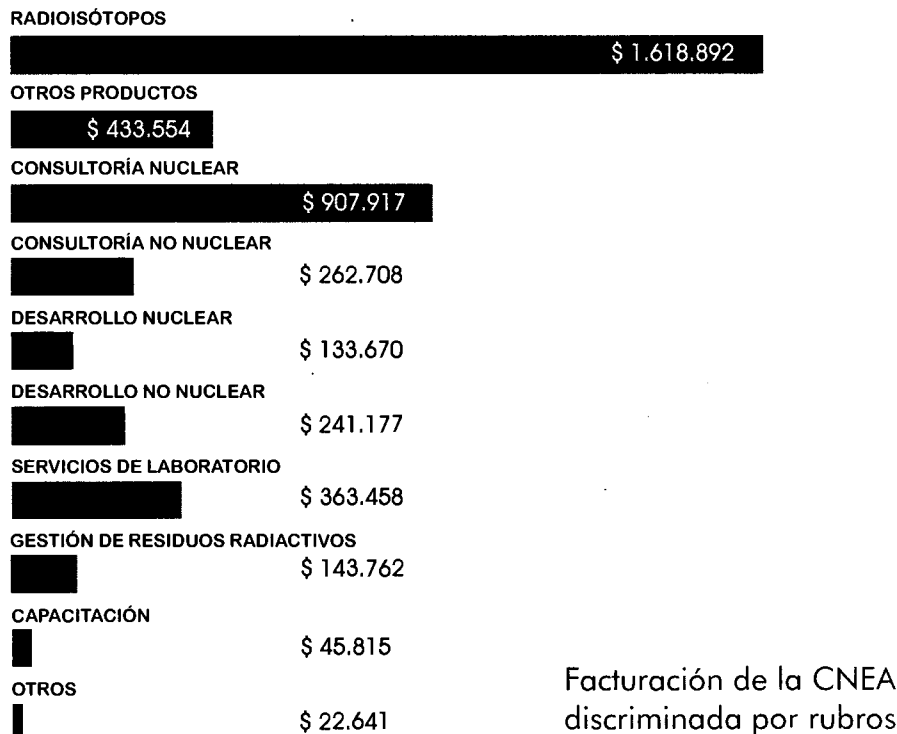 RADIOISÓTOPOS
$ 1.618.892
OTROS PRODUCTOS
$ 433.554
CONSULTORÍA NUCLEAR
$ 907.917
CONSULTORÍA NO NUCLEAR
$ 262.708
DESARROLLO NUCLEAR
$ 133.670
DESARROLLO NO NUCLEAR
$ 241.177
SERVICIOS DE LABORATORIO
$ 363.458
GESTIÓN DE RESIDUOS RADIACTIVOS
$ 143.762
CAPACITACIÓN
$ 45.815
OTROS
$ 22.641
Facturación de la CNEA
discriminada por rubros